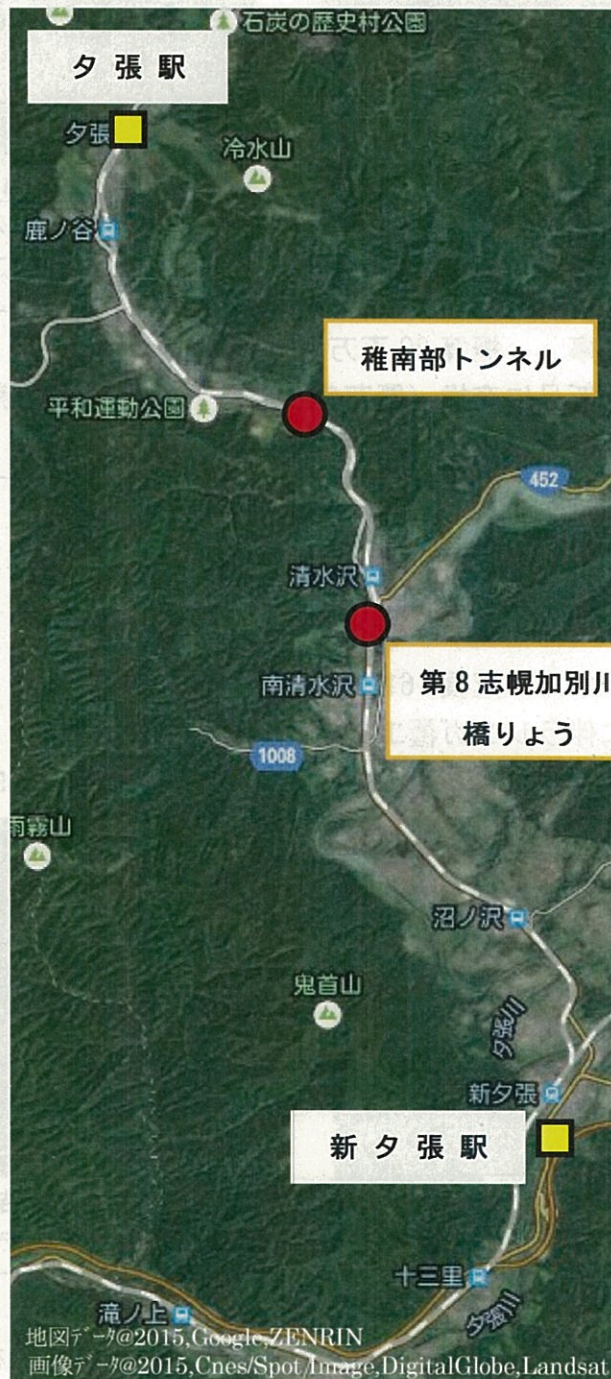 石炭の歴史村公園
夕張駅
夕張
冷水山
鹿ノ谷
稚南部トンネル
平和運動公園
452
清水沢
南清水沢
第8志幌加別川
橋りょう
1008
雨霧山
沼ノ沢
鬼首山
夕張川
新夕張
新夕張駅
十三里
滝ノ上
夕張川
地図データ@2015,Google,ZENRIN
画像データ@2015,Cnes/Spot Image,DigitalGlobe,Landsat